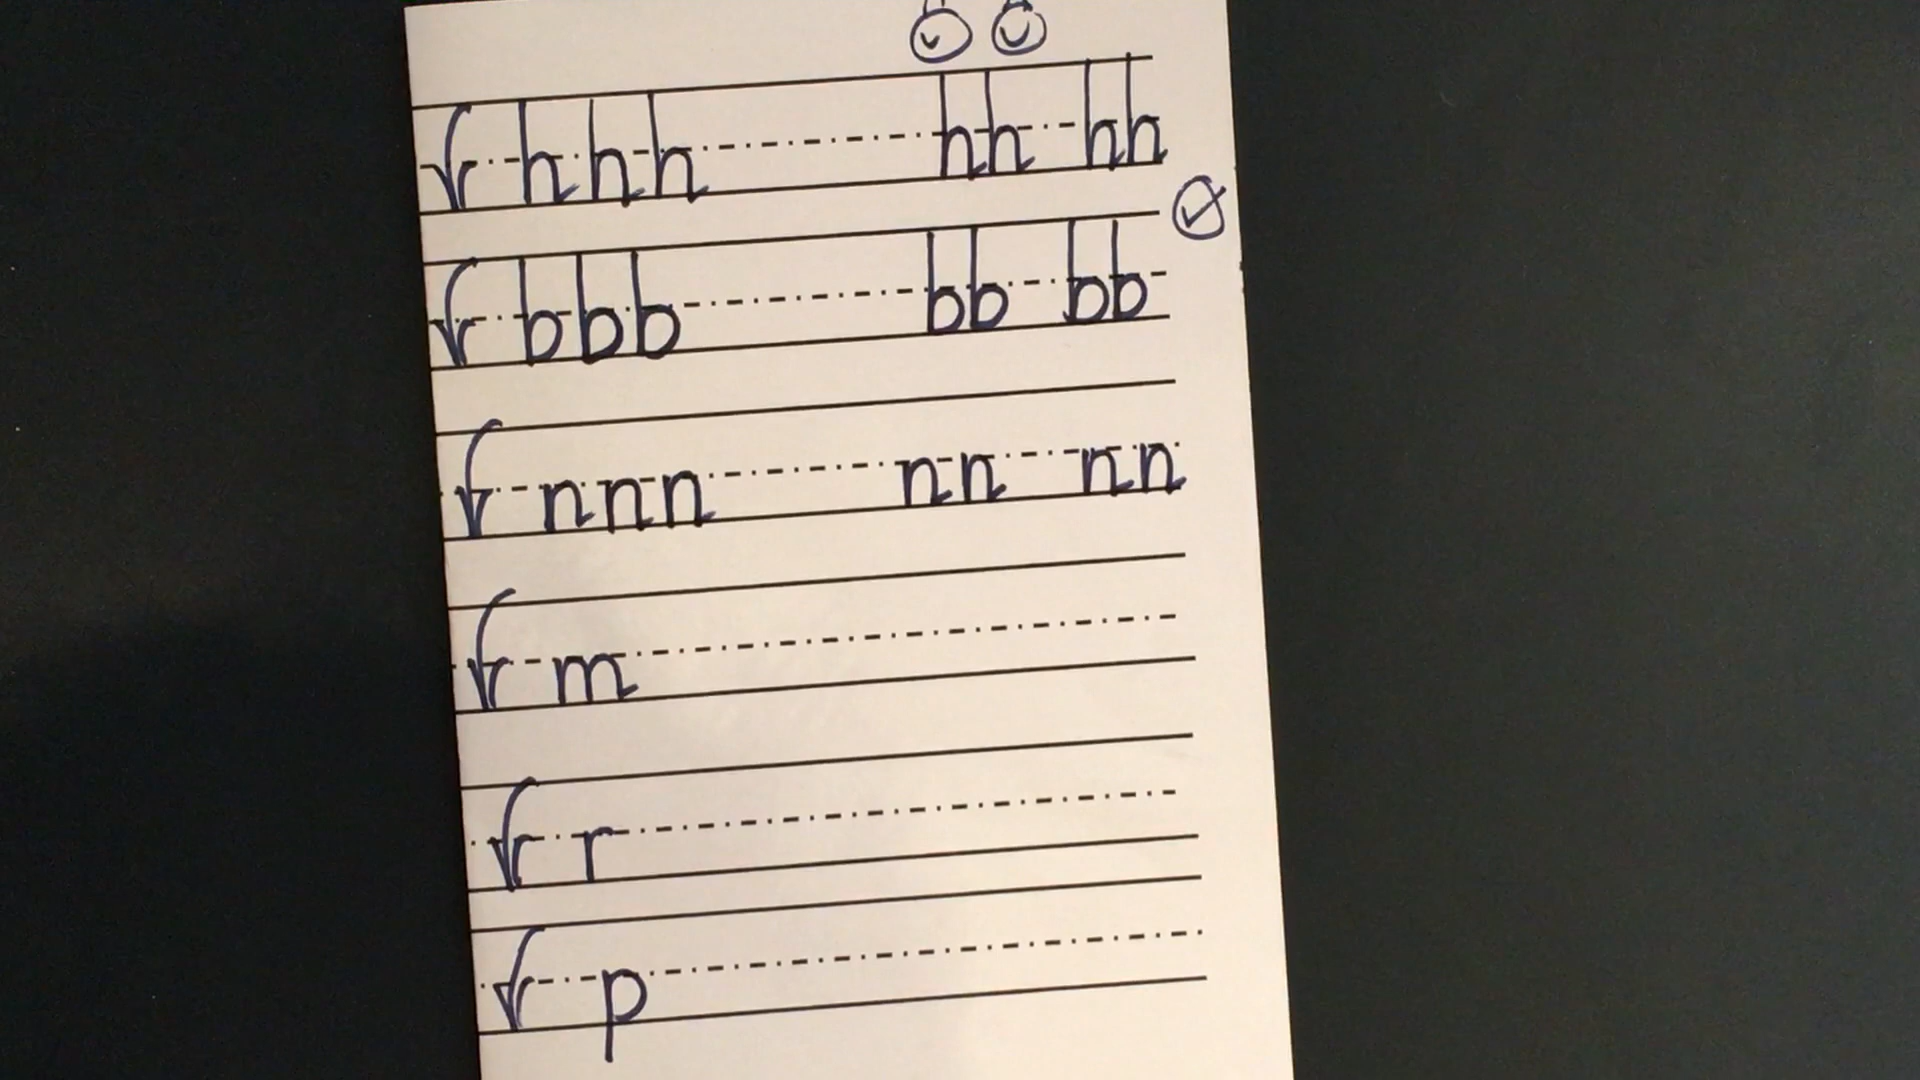 h h h hh hh
b b b bb bb
n n n nn nn
m
r
p